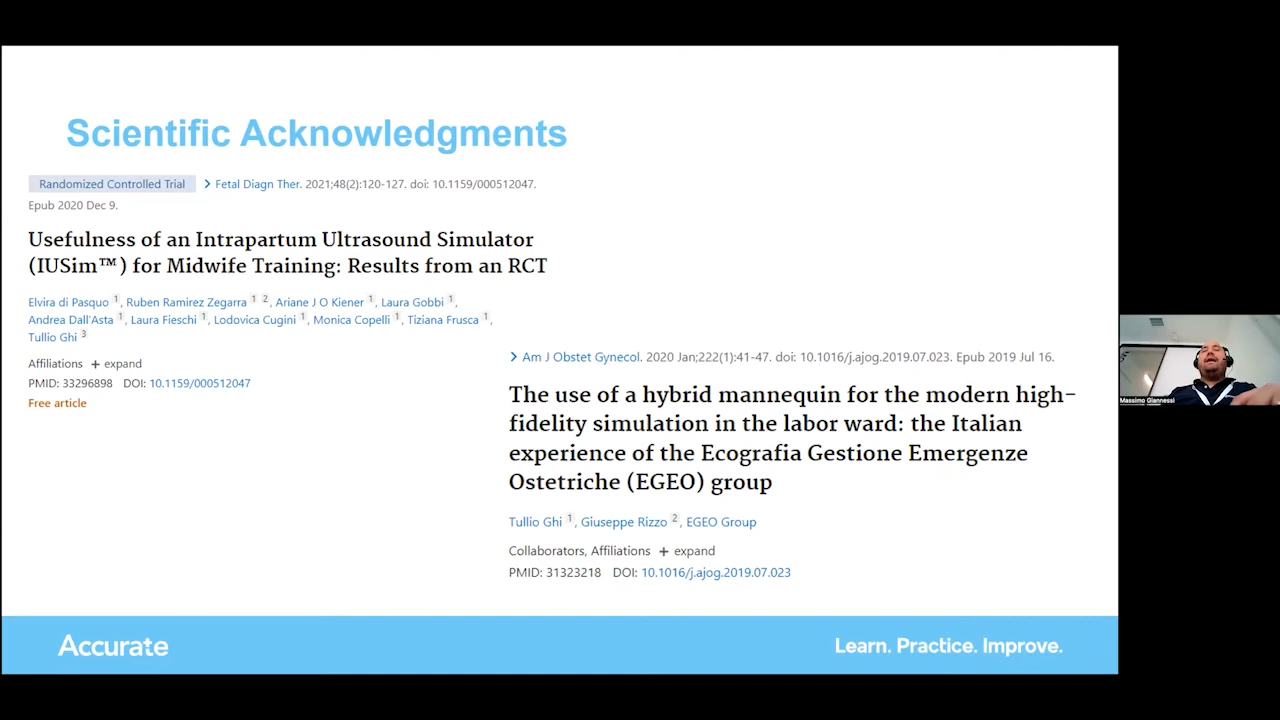 Scientific Acknowledgments
Randomized Controlled Trial > Fetal Diagn Ther. 2021;48(2):120-127. doi: 10.1159/000512047.
Epub 2020 Dec 9.
Usefulness of an Intrapartum Ultrasound Simulator
(IUSim™) for Midwife Training: Results from an RCT
Elvira di Pasquo 1, Ruben Ramirez Zegarra 1 2, Ariane J O Kiener 1, Laura Gobbi 1,
Andrea Dall'Asta 1, Laura Fieschi 1, Lodovica Cugini 1, Monica Copelli 1, Tiziana Frusca 1,
Tullio Ghi 3
Affiliations + expand
PMID: 33296898 DOI: 10.1159/000512047
Free article
> Am J Obstet Gynecol. 2020 Jan;222(1):41-47. doi: 10.1016/j.ajog.2019.07.023. Epub 2019 Jul 16.
The use of a hybrid mannequin for the modern high-
fidelity simulation in the labor ward: the Italian
experience of the Ecografia Gestione Emergenze
Ostetriche (EGEO) group
Tullio Ghi 1, Giuseppe Rizzo 2, EGEO Group
Collaborators, Affiliations + expand
PMID: 31323218 DOI: 10.1016/j.ajog.2019.07.023
Massimo Giannessi
Accurate
Learn. Practice. Improve.